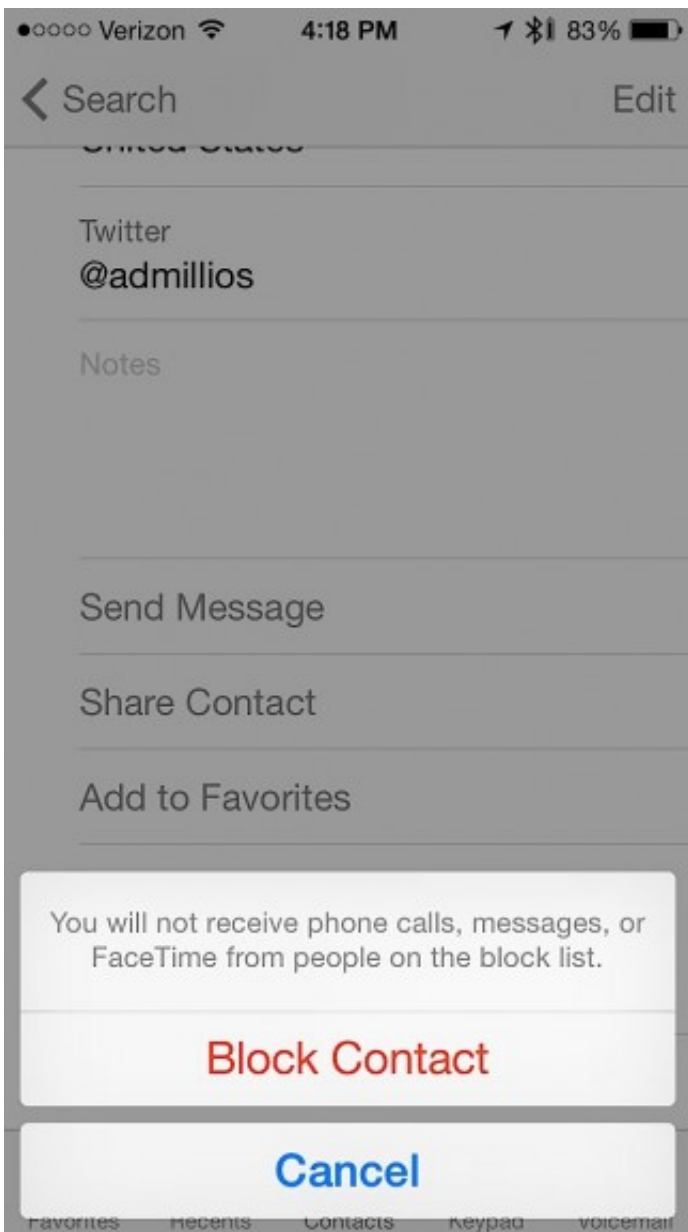 Verizon 4:18 PM 83%
Search Edit
United States
Twitter
@admillios
Notes
Send Message
Share Contact
Add to Favorites
You will not receive phone calls, messages, or
FaceTime from people on the block list.
Block Contact
Cancel
Favorites Recents Contacts Keypad Voicemail